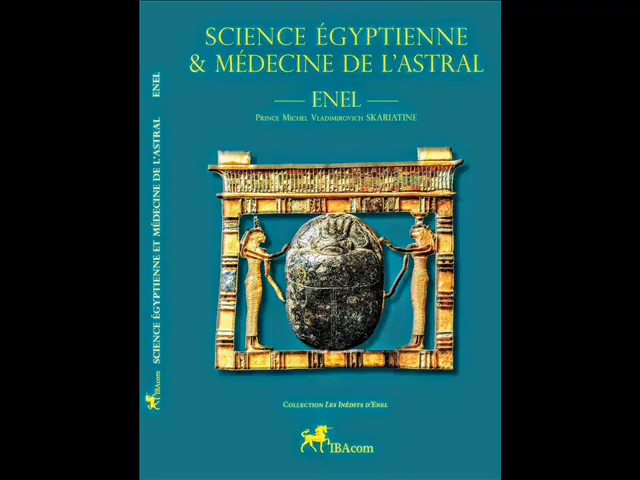 SCIENCE ÉGYPTIENNE
& MÉDECINE DE L'ASTRAL
ENEL
PRINCE MICHEL VLADIMIROVICH SKARIATINE
COLLECTION LES INÉDITS D'ENEL
IBAcom
SCIENCE ÉGYPTIENNE ET MÉDECINE DE L'ASTRAL ENEL
IBAcom